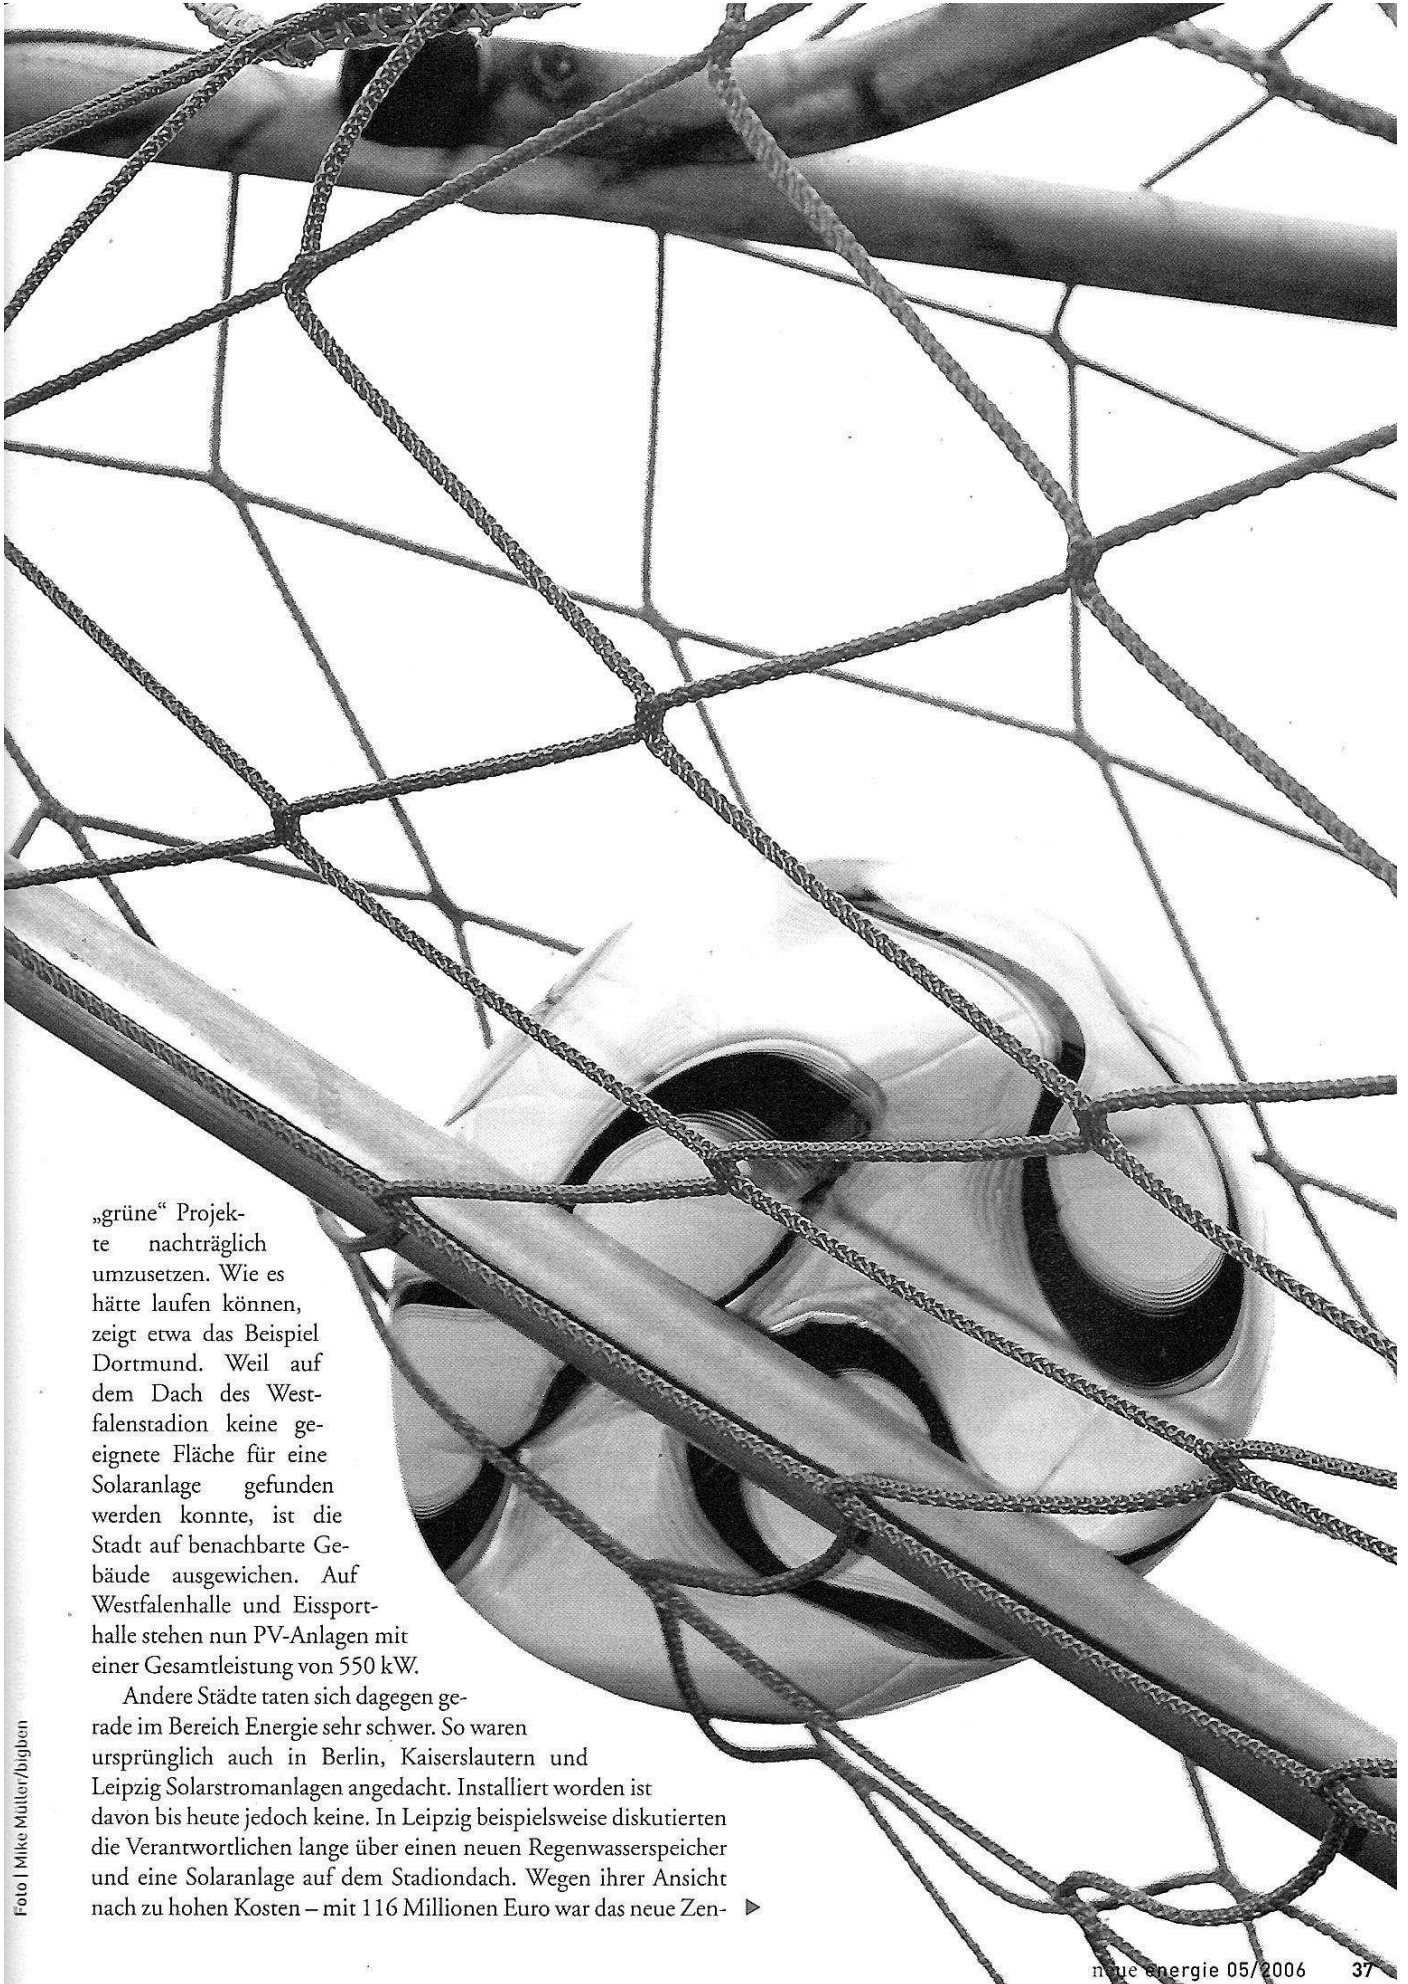 „grüne“ Projek-
te nachträglich
umzusetzen. Wie es
hätte laufen können,
zeigt etwa das Beispiel
Dortmund. Weil auf
dem Dach des West-
falenstadion keine ge-
eignete Fläche für eine
Solaranlage gefunden
werden konnte, ist die
Stadt auf benachbarte Ge-
bäude ausgewichen. Auf
Westfalenhalle und Eissport-
halle stehen nun PV-Anlagen mit
einer Gesamtleistung von 550 kW.
Andere Städte taten sich dagegen ge-
rade im Bereich Energie sehr schwer. So waren
ursprünglich auch in Berlin, Kaiserslautern und
Leipzig Solarstromanlagen angedacht. Installiert worden ist
davon bis heute jedoch keine. In Leipzig beispielsweise diskutierten
die Verantwortlichen lange über einen neuen Regenwasserspeicher
und eine Solaranlage auf dem Stadiondach. Wegen ihrer Ansicht
nach zu hohen Kosten – mit 116 Millionen Euro war das neue Zen-
Foto | Mike Müller/bigben
neue energie 05/2006 37